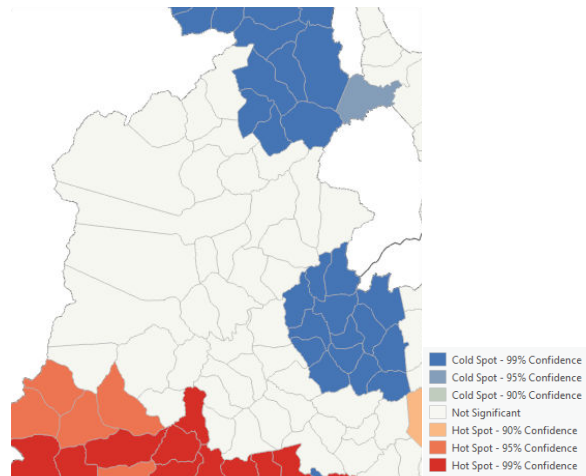 Cold Spot - 99% Confidence
Cold Spot - 95% Confidence
Cold Spot - 90% Confidence
Not Significant
Hot Spot - 90% Confidence
Hot Spot - 95% Confidence
Hot Spot - 99% Confidence